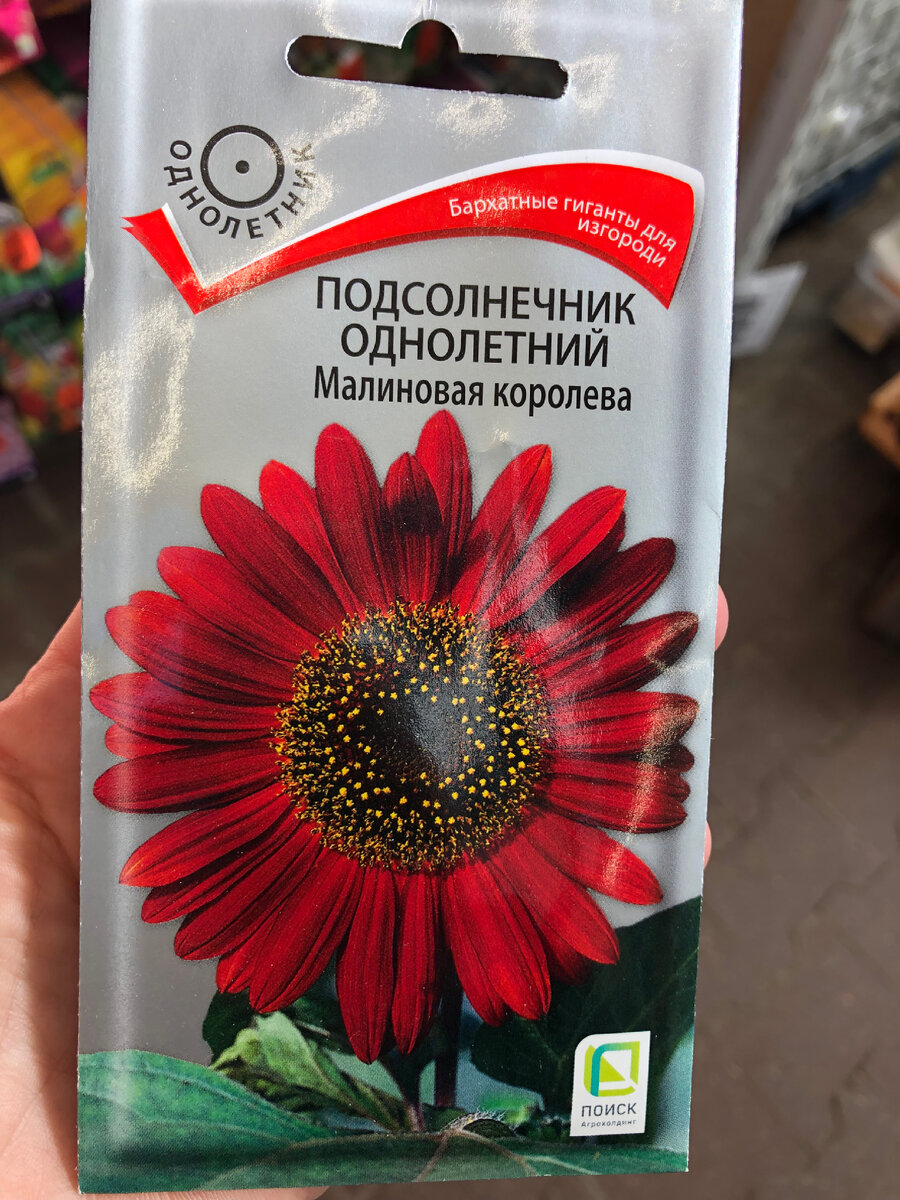 ОДНОЛЕТНИК
Бархатные гиганты для
изгороди
ПОДСОЛНЕЧНИК
ОДНОЛЕТНИЙ
Малиновая королева
ПОИСК
Агрохолдинг